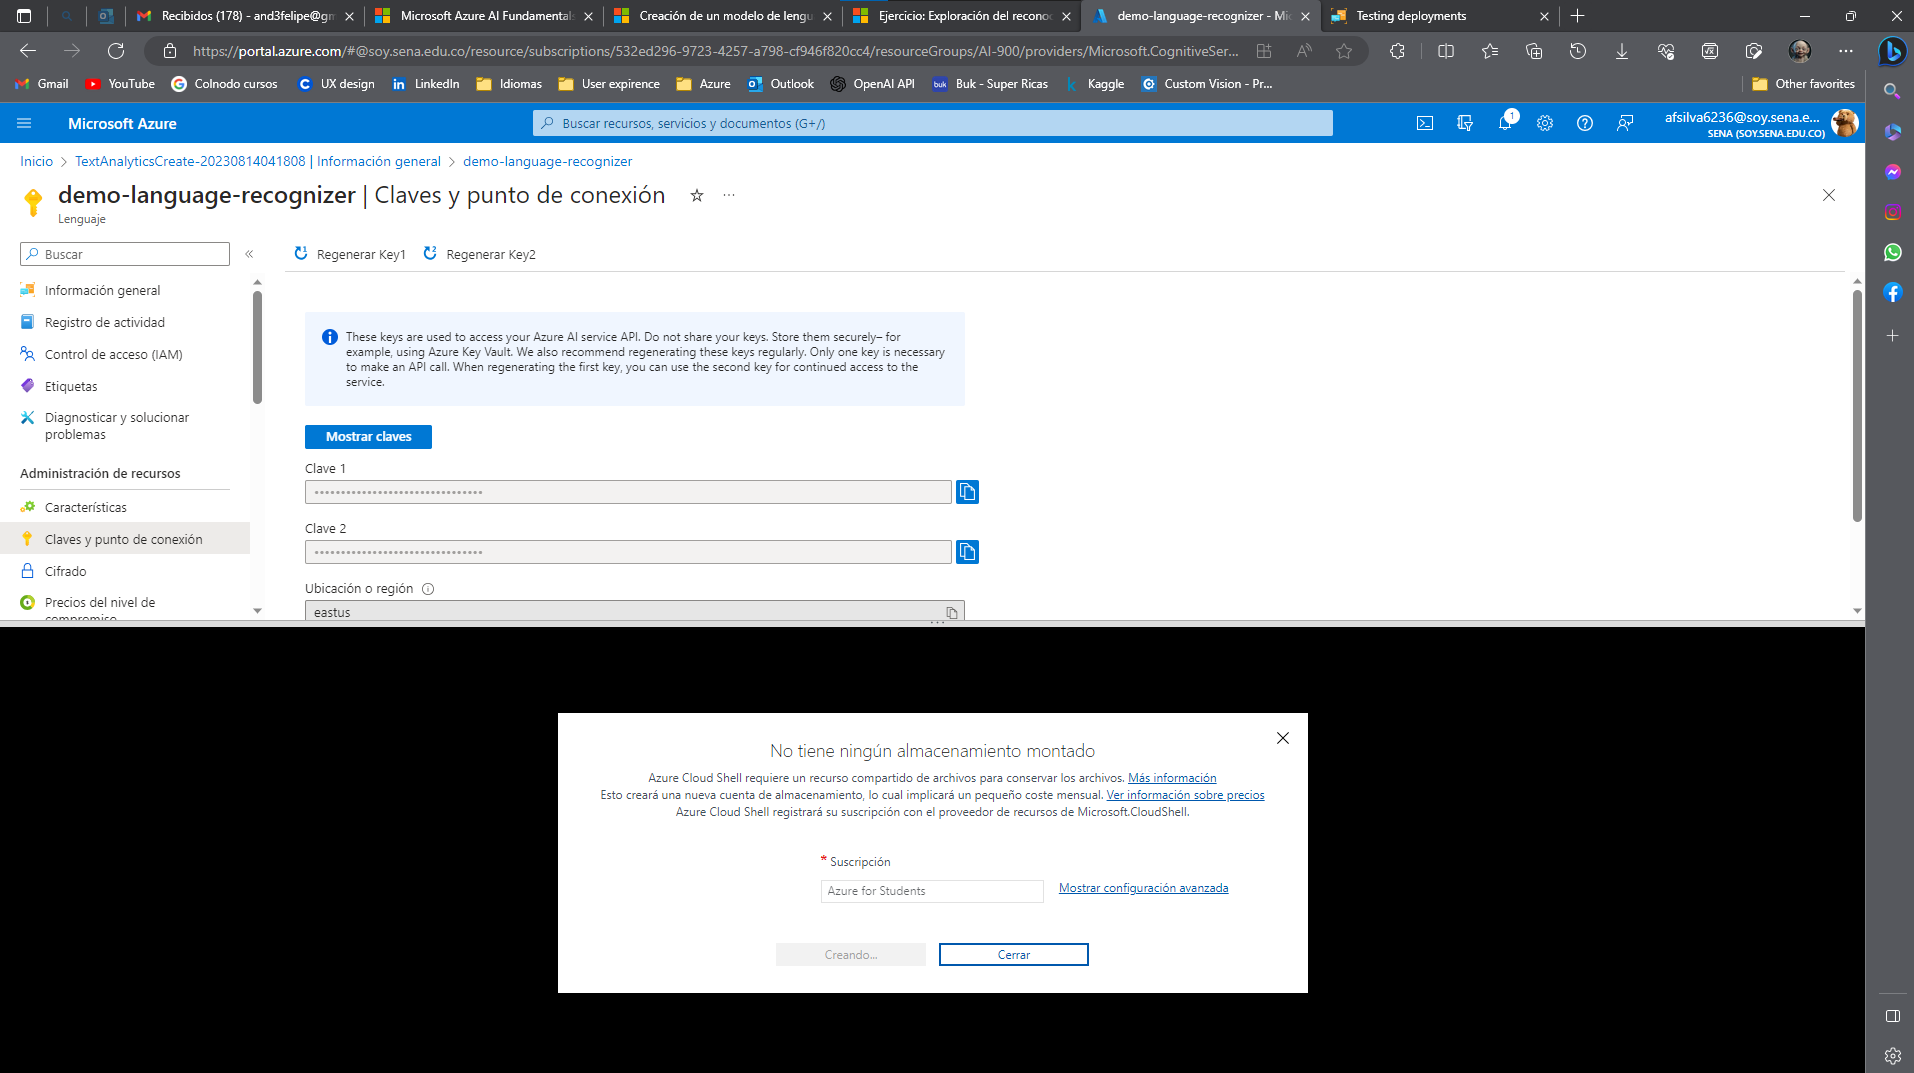 Recibidos (178) - and3felipe@gm
Microsoft Azure AI Fundamentals
Creación de un modelo de lengu
Ejercicio: Exploración del recono
demo-language-recognizer - Mi
Testing deployments
https://portal.azure.com/#@soy.sena.edu.co/resource/subscriptions/532ed296-9723-4257-a798-cf946f820cc4/resourceGroups/AI-900/providers/Microsoft.CognitiveSer...
Gmail
YouTube
Colnodo cursos
UX design
LinkedIn
Idiomas
User expirence
Azure
Outlook
OpenAI API
buk
Buk - Super Ricas
Kaggle
Custom Vision - Pr...
Other favorites
Microsoft Azure
Buscar recursos, servicios y documentos (G+/)
1
afsilva6236@soy.sena.e...
SENA (SOY.SENA.EDU.CO)
Inicio > TextAnalyticsCreate-20230814041808 | Información general > demo-language-recognizer
demo-language-recognizer | Claves y punto de conexión
Lenguaje
Buscar
Regenerar Key1
Regenerar Key2
Información general
Registro de actividad
Control de acceso (IAM)
Etiquetas
Diagnosticar y solucionar
problemas
Administración de recursos
Características
Claves y punto de conexión
Cifrado
Precios del nivel de
compromiso
These keys are used to access your Azure AI service API. Do not share your keys. Store them securely– for
example, using Azure Key Vault. We also recommend regenerating these keys regularly. Only one key is necessary
to make an API call. When regenerating the first key, you can use the second key for continued access to the
service.
Mostrar claves
Clave 1
Clave 2
Ubicación o región
eastus
No tiene ningún almacenamiento montado
Azure Cloud Shell requiere un recurso compartido de archivos para conservar los archivos. Más información
Esto creará una nueva cuenta de almacenamiento, lo cual implicará un pequeño coste mensual. Ver información sobre precios
Azure Cloud Shell registrará su suscripción con el proveedor de recursos de Microsoft.CloudShell.
* Suscripción
Azure for Students
Mostrar configuración avanzada
Creando...
Cerrar